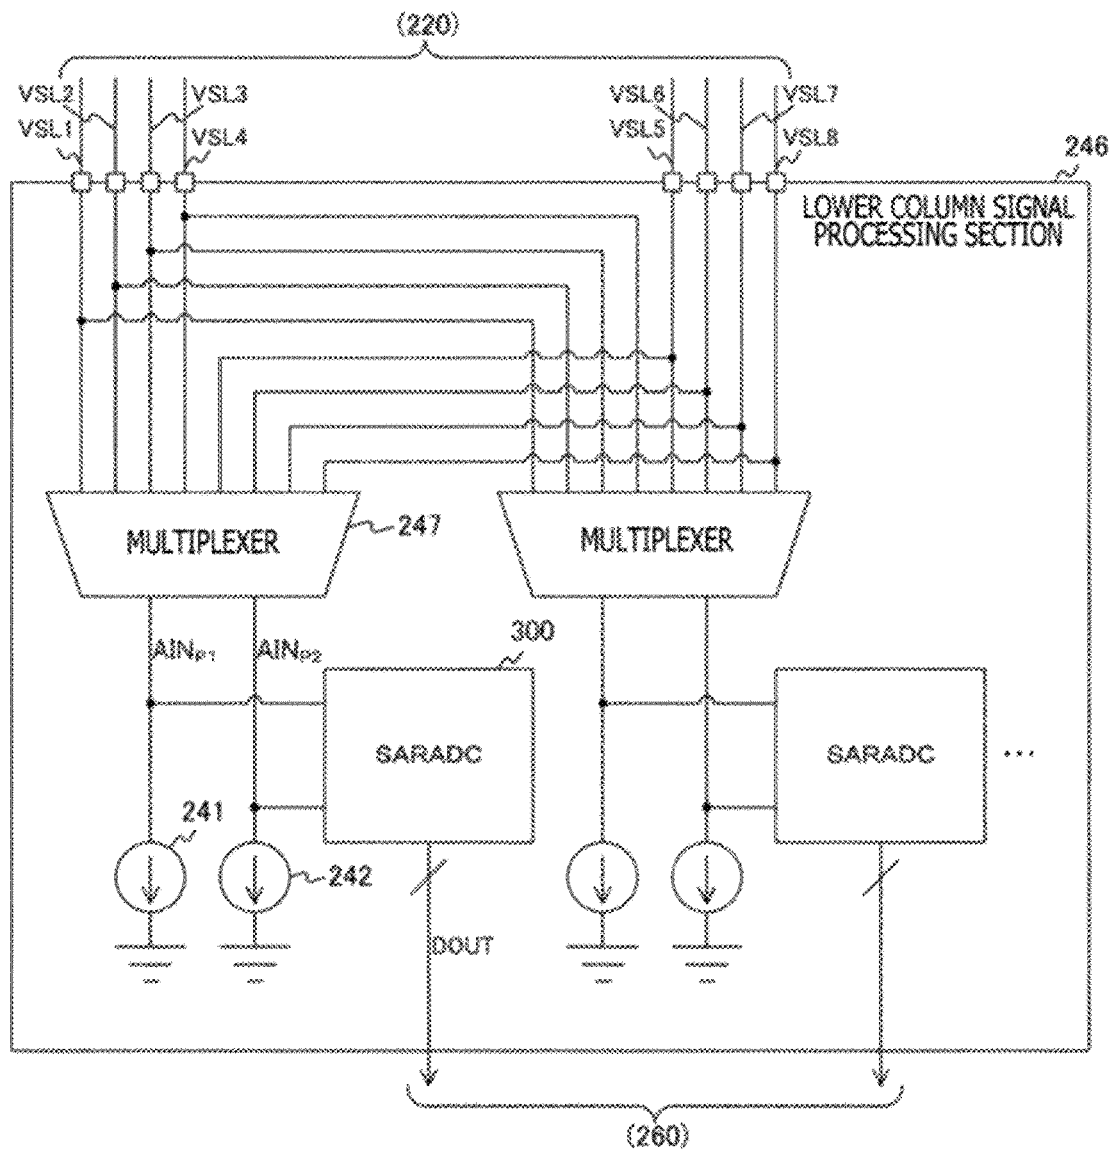 (220)
VSL2
VSL3
VSL6
VSL7
VSL1
VSL4
VSL5
VSL8
246
LOWER COLUMN SIGNAL
PROCESSING SECTION
MULTIPLEXER
247
MULTIPLEXER
AINP1
AINP2
300
SARADC
SARADC
...
241
242
DOUT
(260)